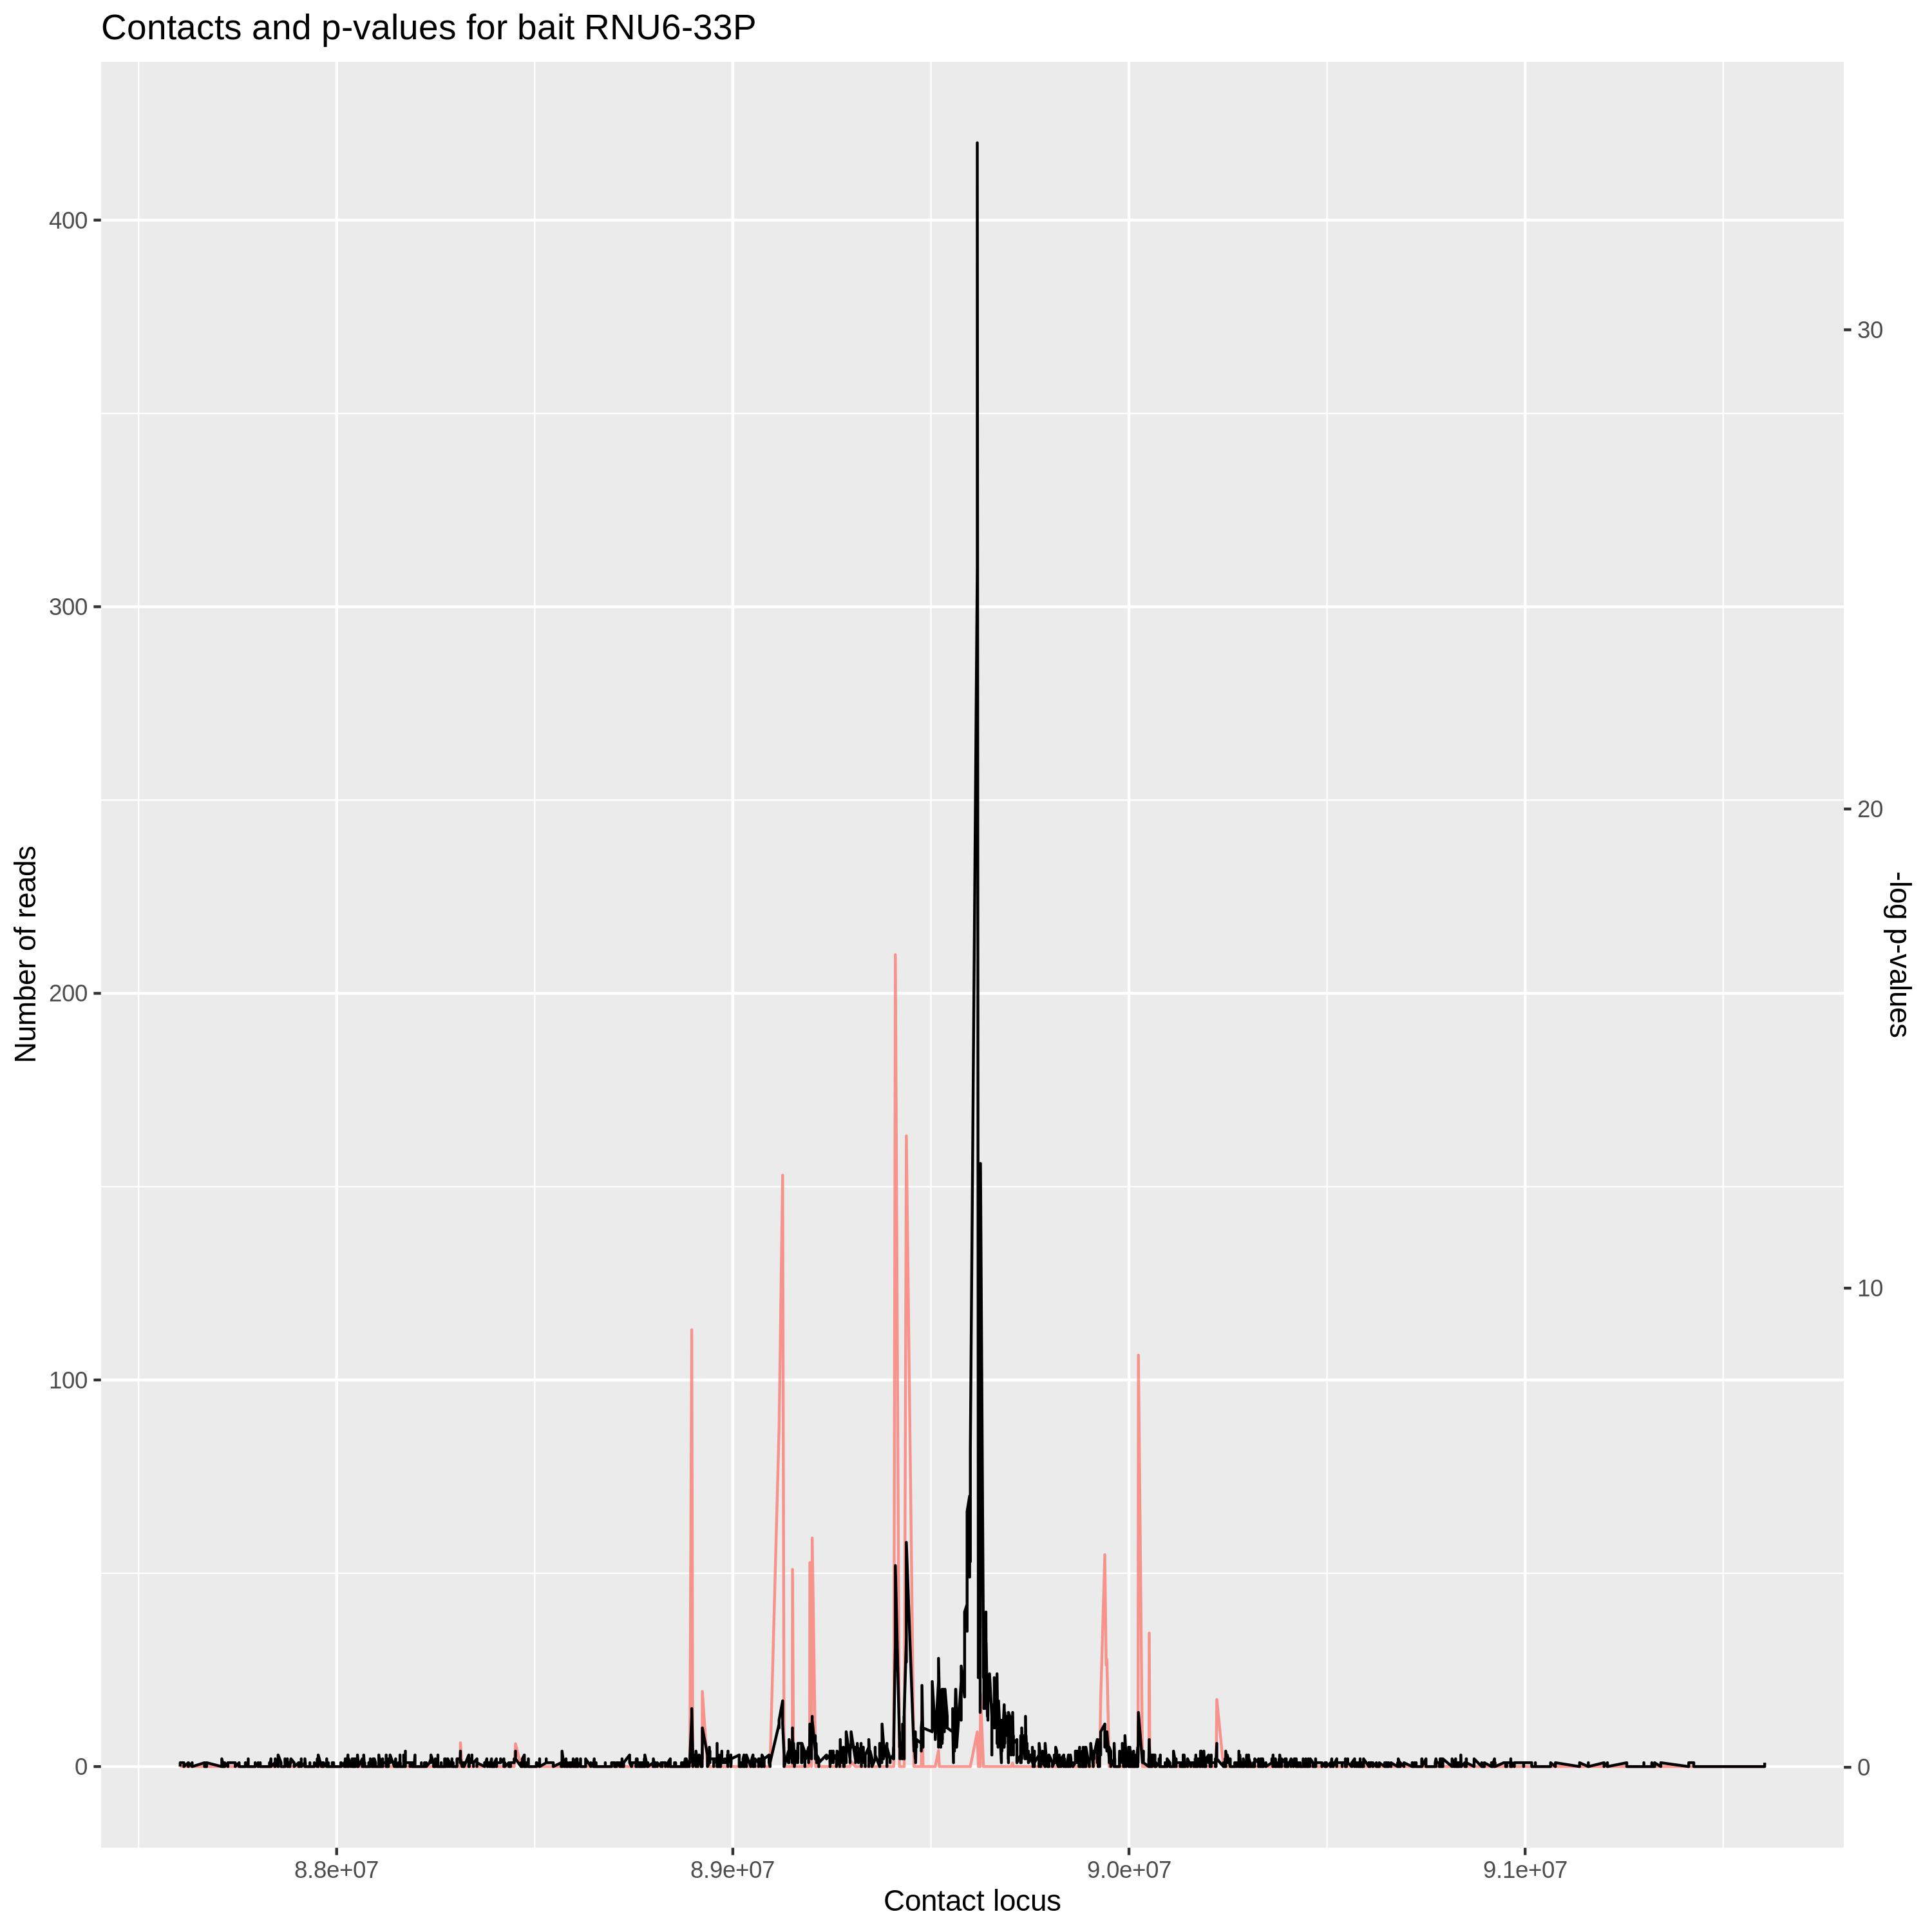 Contacts and p-values for bait RNU6-33P
400
300
200
100
0
30
20
10
0
Number of reads
-log p-values
8.8e+07 8.9e+07 9.0e+07 9.1e+07
Contact locus